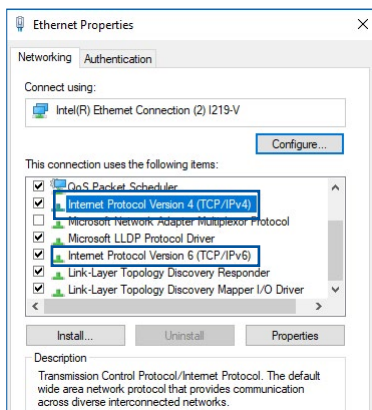 Ethernet Properties
Networking
Authentication
Connect using:
Intel(R) Ethernet Connection (2) I219-V
Configure...
This connection uses the following items:
QoS Packet Scheduler
Internet Protocol Version 4 (TCP/IPv4)
Microsoft Network Adapter Multiplexor Protocol
Microsoft LLDP Protocol Driver
Internet Protocol Version 6 (TCP/IPv6)
Link-Layer Topology Discovery Responder
Link-Layer Topology Discovery Mapper I/O Driver
Install...
Uninstall
Properties
Description
Transmission Control Protocol/Internet Protocol. The default
wide area network protocol that provides communication
across diverse interconnected networks.